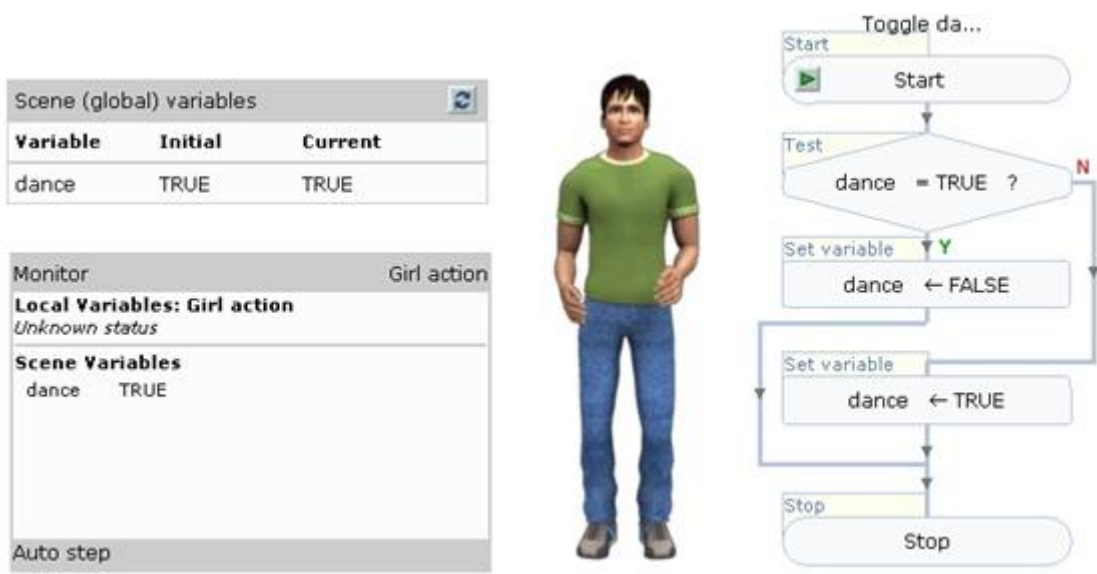 Scene (global) variables
Variable Initial Current
dance TRUE TRUE
Monitor Girl action
Local Variables: Girl action
Unknown status
Scene Variables
dance TRUE
Auto step
Toggle da...
Start
Start
Test
dance = TRUE ?
N
Y
Set variable
dance ← FALSE
Set variable
dance ← TRUE
Stop
Stop